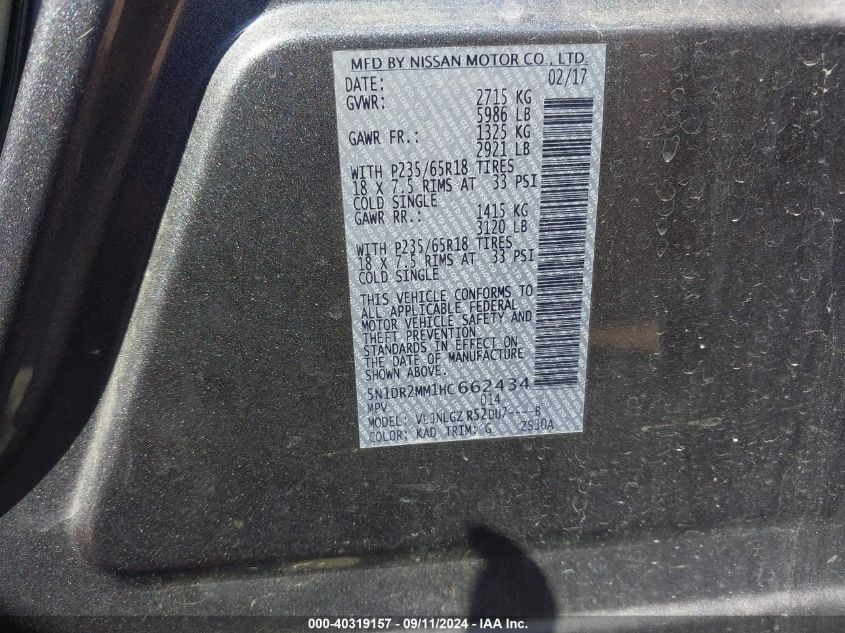 MFD BY NISSAN MOTOR CO., LTD.
DATE: 02/17
GVWR: 2715 KG
5986 LB
GAWR FR.: 1325 KG
2921 LB
WITH P235/65R18 TIRES
18 X 7.5 RIMS AT 33 PSI
COLD SINGLE
GAWR RR.: 1415 KG
3120 LB
WITH P235/65R18 TIRES
18 X 7.5 RIMS AT 33 PSI
COLD SINGLE
THIS VEHICLE CONFORMS TO
ALL APPLICABLE FEDERAL
MOTOR VEHICLE SAFETY AND
THEFT PREVENTION
STANDARDS IN EFFECT ON
THE DATE OF MANUFACTURE
SHOWN ABOVE.
5N1DR2MM1HC662434
MPV 014
MODEL: R52DU7----B
COLOR: KAD TRIM: G ZS30A
000-40319157 - 09/11/2024 - IAA Inc.